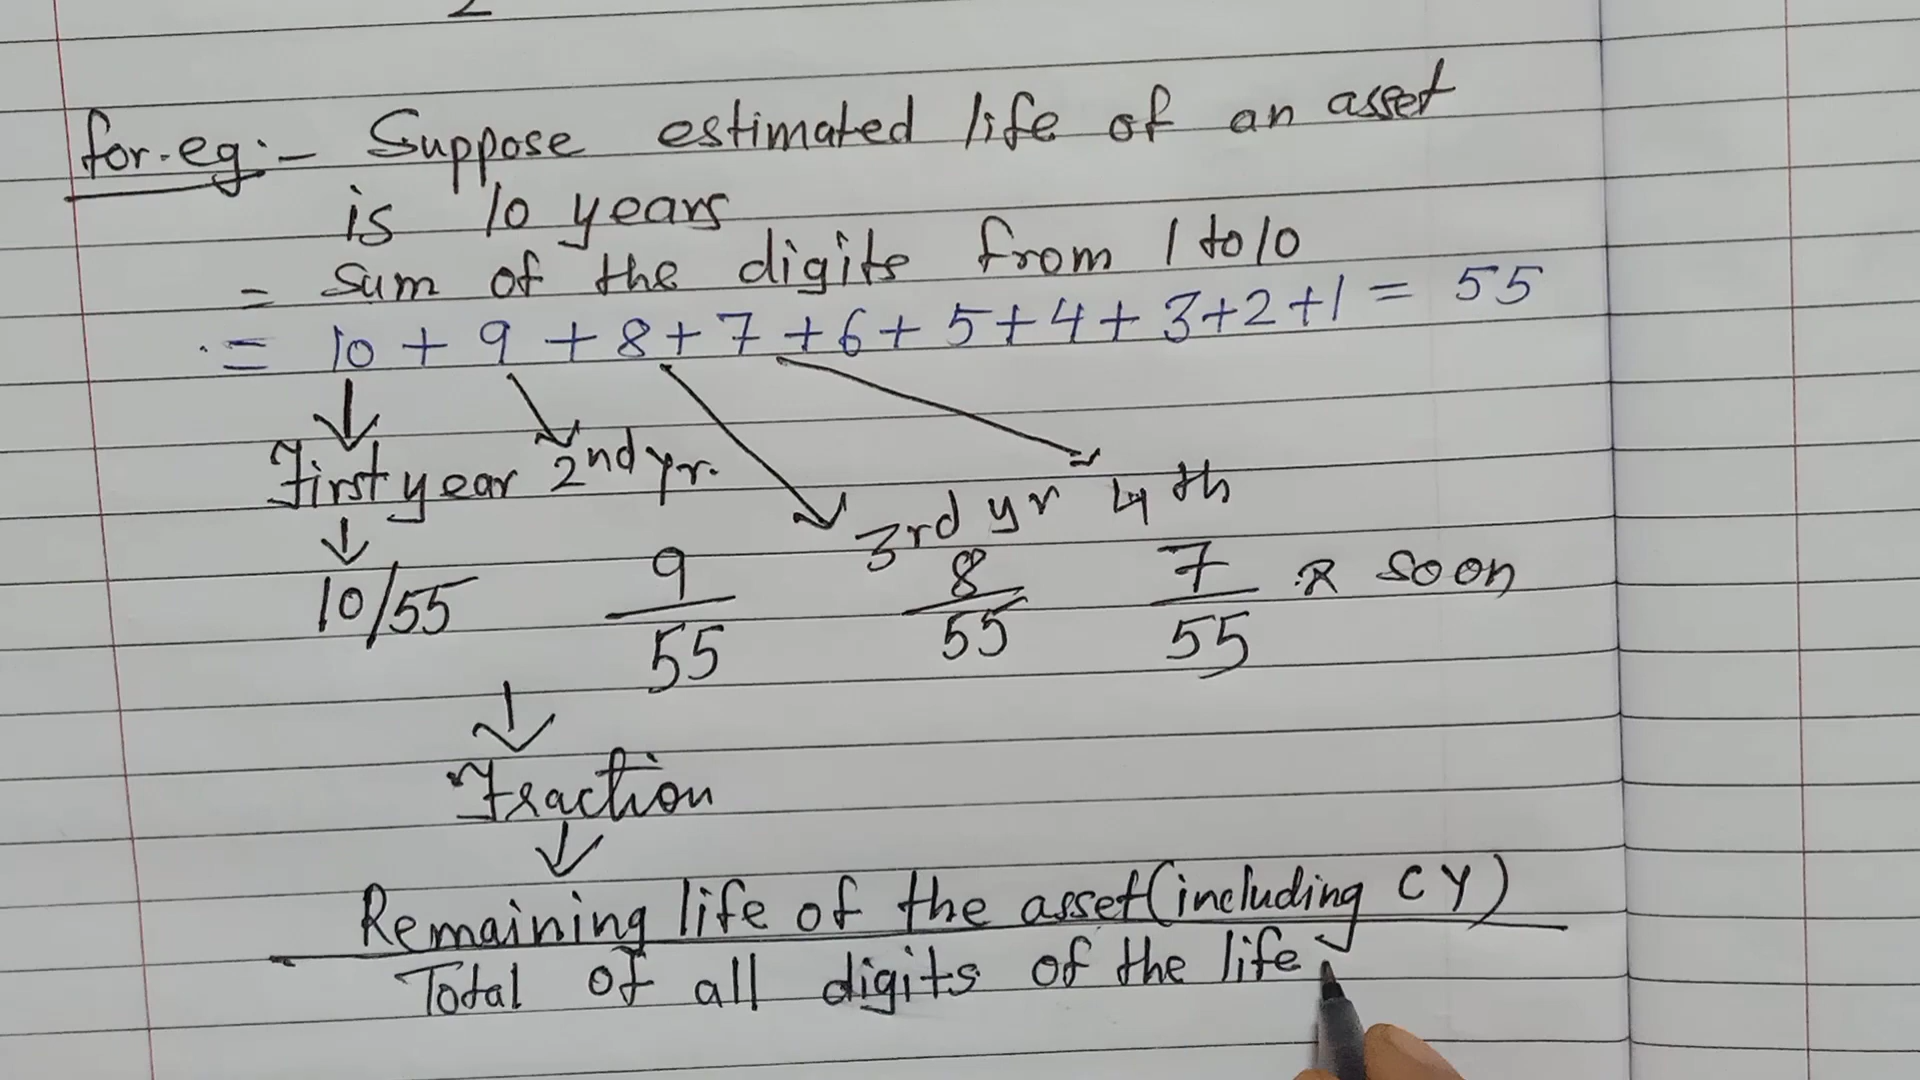 for.eg:- Suppose estimated life of an asset
is 10 years
= sum of the digits from 1 to 10
= 10 + 9 + 8 + 7 + 6 + 5 + 4 + 3 + 2 + 1 = 55
First year 2nd yr. 3rd yr 4th
10/55 9/55 8/55 7/55 & soon
Fraction
Remaining life of the asset (including CY)
Total of all digits of the life